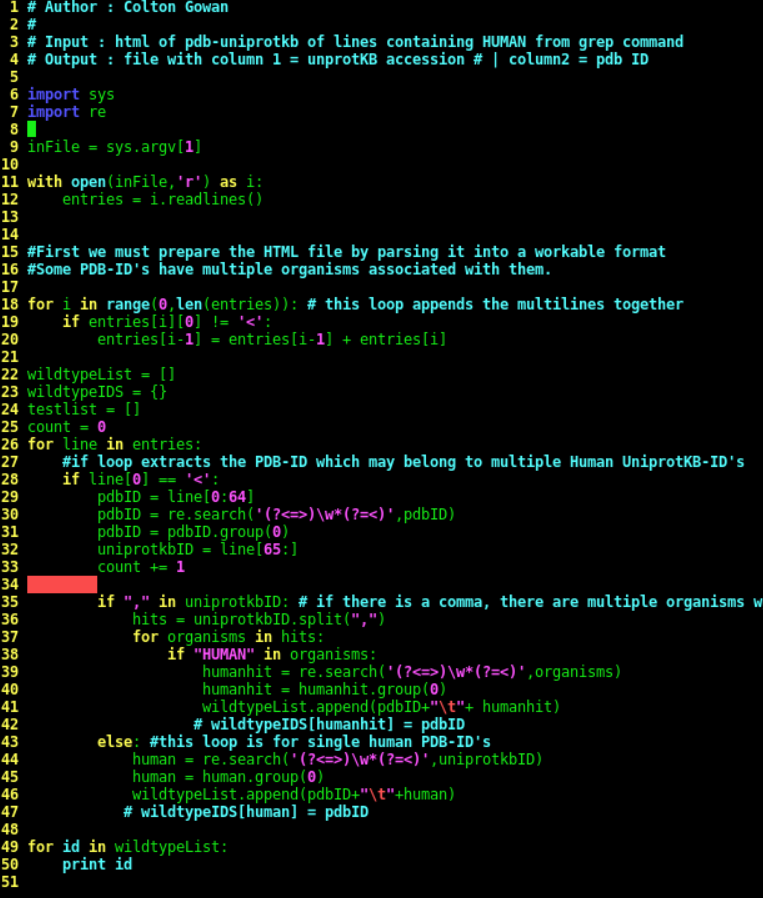 1 # Author : Colton Gowan
2 #
3 # Input : html of pdb-uniprotkb of lines containing HUMAN from grep command
4 # Output : file with column 1 = unprotKB accession # | column2 = pdb ID
5
6 import sys
7 import re
8
9 inFile = sys.argv[1]
10
11 with open(inFile,'r') as i:
12     entries = i.readlines()
13
14
15 #First we must prepare the HTML file by parsing it into a workable format
16 #Some PDB-ID's have multiple organisms associated with them.
17
18 for i in range(0,len(entries)): # this loop appends the multilines together
19     if entries[i][0] != '<':
20         entries[i-1] = entries[i-1] + entries[i]
21
22 wildtypeList = []
23 wildtypeIDS = {}
24 testlist = []
25 count = 0
26 for line in entries:
27     #if loop extracts the PDB-ID which may belong to multiple Human UniprotKB-ID's
28     if line[0] == '<':
29         pdbID = line[0:64]
30         pdbID = re.search('(?<=>)\w*(?=<)',pdbID)
31         pdbID = pdbID.group(0)
32         uniprotkbID = line[65:]
33         count += 1
34
35         if "," in uniprotkbID: # if there is a comma, there are multiple organisms w
36             hits = uniprotkbID.split(",")
37             for organisms in hits:
38                 if "HUMAN" in organisms:
39                     humanhit = re.search('(?<=>)\w*(?=<)',organisms)
40                     humanhit = humanhit.group(0)
41                     wildtypeList.append(pdbID+"\t"+ humanhit)
42                    # wildtypeIDS[humanhit] = pdbID
43         else: #this loop is for single human PDB-ID's
44             human = re.search('(?<=>)\w*(?=<)',uniprotkbID)
45             human = human.group(0)
46             wildtypeList.append(pdbID+"\t"+human)
47            # wildtypeIDS[human] = pdbID
48
49 for id in wildtypeList:
50     print id
51